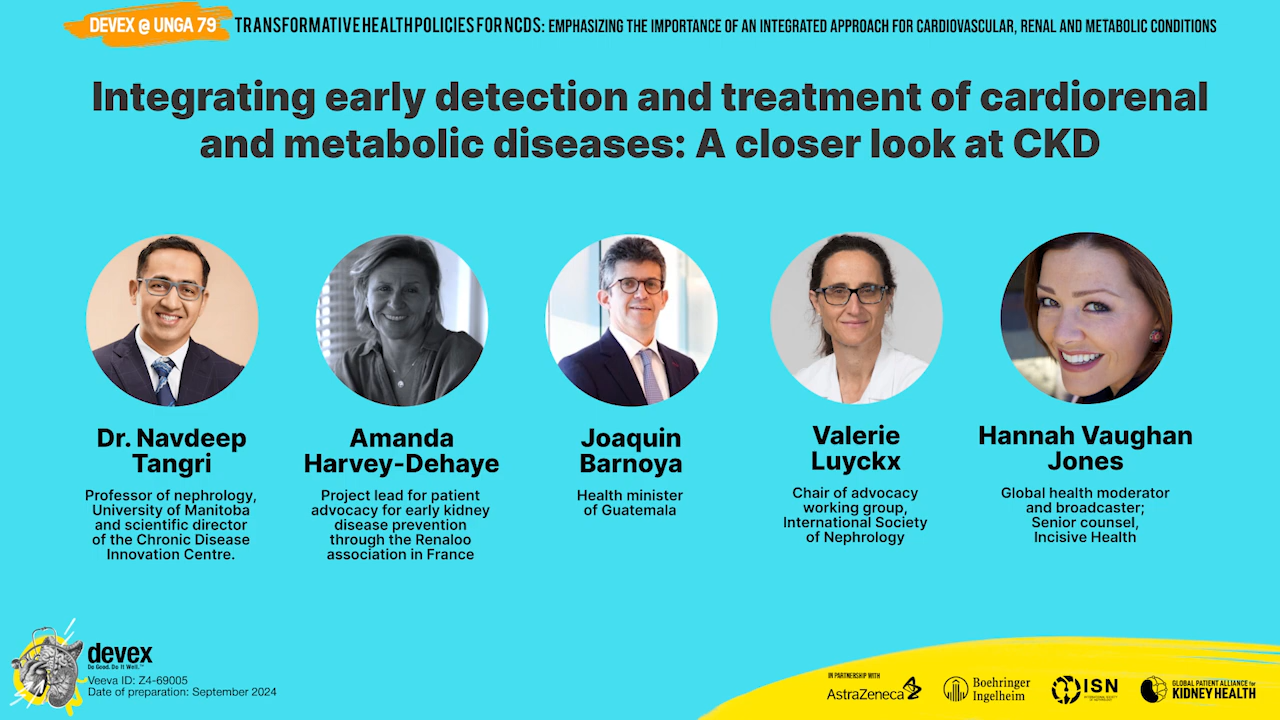 DEVEX @ UNGA 79
TRANSFORMATIVE HEALTH POLICIES FOR NCDS: EMPHASIZING THE IMPORTANCE OF AN INTEGRATED APPROACH FOR CARDIOVASCULAR, RENAL AND METABOLIC CONDITIONS
Integrating early detection and treatment of cardiorenal
and metabolic diseases: A closer look at CKD
Dr. Navdeep
Tangri
Professor of nephrology,
University of Manitoba
and scientific director
of the Chronic Disease
Innovation Centre.
Amanda
Harvey-Dehaye
Project lead for patient
advocacy for early kidney
disease prevention
through the Renaloo
association in France
Joaquin
Barnoya
Health minister
of Guatemala
Valerie
Luyckx
Chair of advocacy
working group,
International Society
of Nephrology
Hannah Vaughan
Jones
Global health moderator
and broadcaster;
Senior counsel,
Incisive Health
devex
Do Good. Do It Well.™
Veeva ID: Z4-69005
Date of preparation: September 2024
IN PARTNERSHIP WITH
AstraZeneca
Boehringer
Ingelheim
ISN
INTERNATIONAL SOCIETY
OF NEPHROLOGY
GLOBAL PATIENT ALLIANCE for
KIDNEY HEALTH